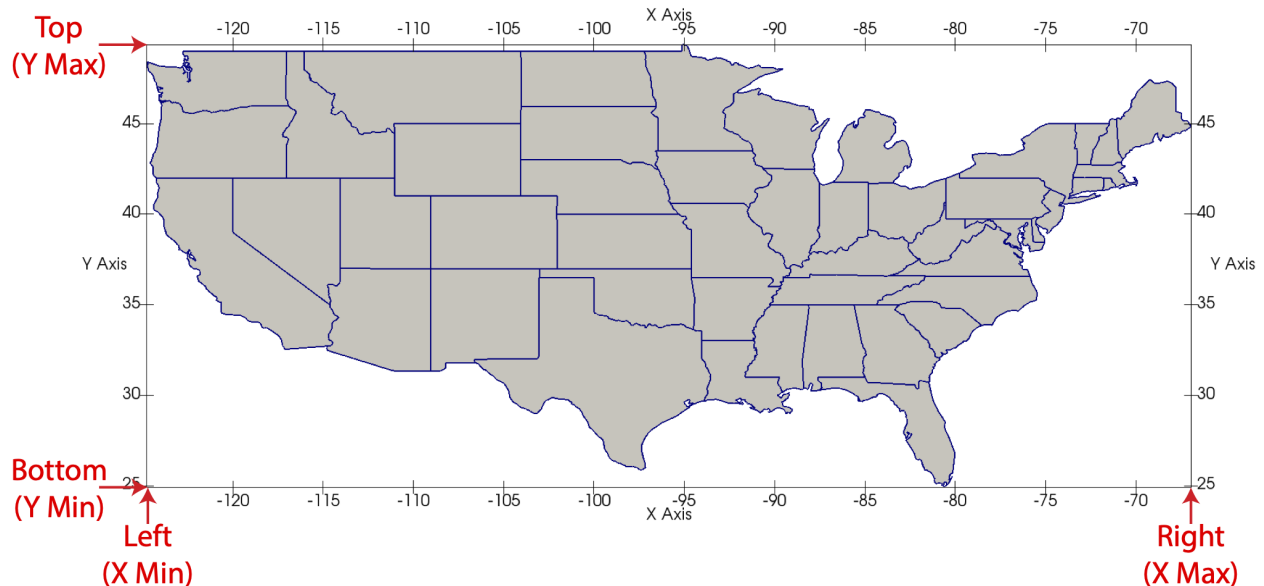 X Axis
Top
(Y Max)
-120 -115 -110 -105 -100 -95 -90 -85 -80 -75 -70
45 45
40 40
Y Axis Y Axis
35 35
30 30
Bottom
(Y Min)
25 25
-120 -115 -110 -105 -100 -95 -90 -85 -80 -75 -70
X Axis
Left
(X Min)
Right
(X Max)